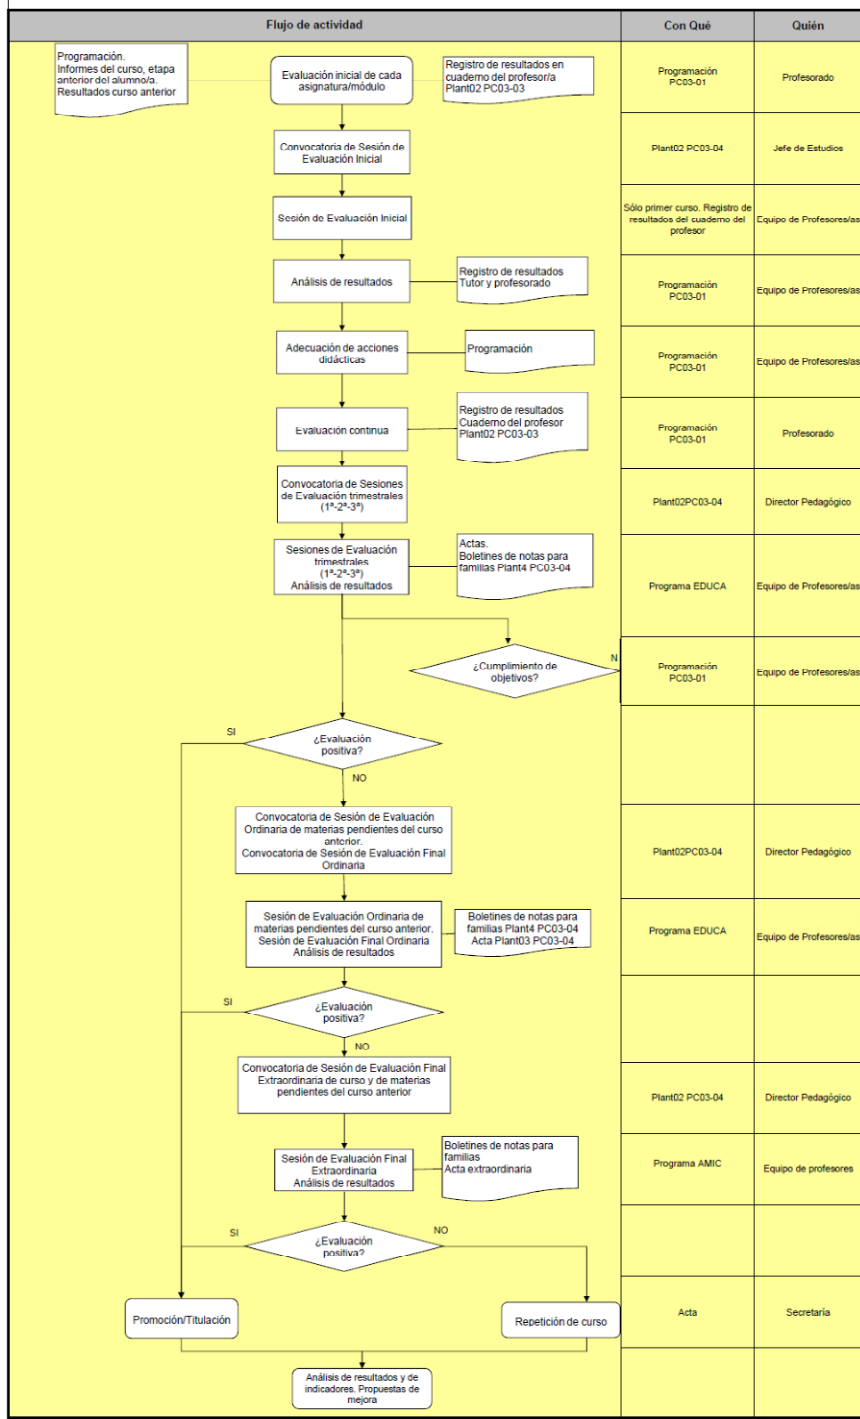 Flujo de actividad
Con Qué
Quién
Programación.
Informes del curso, etapa
anterior del alumno/a.
Resultados curso anterior
Evaluación inicial de cada
asignatura/módulo
Registro de resultados en
cuaderno del profesor/a
Plant02 PC03-03
Programación
PC03-01
Profesorado
Convocatoria de Sesión de
Evaluación Inicial
Plant02 PC03-04
Jefe de Estudios
Sesión de Evaluación Inicial
Sólo primer curso. Registro de
resultados del cuaderno del
profesor
Equipo de Profesores/as
Análisis de resultados
Registro de resultados
Tutor y profesorado
Programación
PC03-01
Equipo de Profesores/as
Adecuación de acciones
didácticas
Programación
Programación
PC03-01
Equipo de Profesores/as
Evaluación continua
Registro de resultados
Cuaderno del profesor
Plant02 PC03-03
Programación
PC03-01
Profesorado
Convocatoria de Sesiones
de Evaluación trimestrales
(1ª-2ª-3ª)
Plant02PC03-04
Director Pedagógico
Sesiones de Evaluación
trimestrales
(1ª-2ª-3ª)
Análisis de resultados
Actas.
Boletines de notas para
familias Plant4 PC03-04
Programa EDUCA
Equipo de Profesores/as
¿Cumplimiento de
objetivos?
N
Programación
PC03-01
Equipo de Profesores/as
SI
¿Evaluación
positiva?
NO
Convocatoria de Sesión de Evaluación
Ordinaria de materias pendientes del curso
anterior.
Convocatoria de Sesión de Evaluación Final
Ordinaria
Plant02PC03-04
Director Pedagógico
Sesión de Evaluación Ordinaria de
materias pendientes del curso anterior.
Sesión de Evaluación Final Ordinaria
Análisis de resultados
Boletines de notas para
familias Plant4 PC03-04
Acta Plant03 PC03-04
Programa EDUCA
Equipo de Profesores/as
SI
¿Evaluación
positiva?
NO
Convocatoria de Sesión de Evaluación Final
Extraordinaria de curso y de materias
pendientes del curso anterior
Plant02 PC03-04
Director Pedagógico
Sesión de Evaluación Final
Extraordinaria
Análisis de resultados
Boletines de notas para
familias
Acta extraordinaria
Programa AMIC
Equipo de profesores
SI
¿Evaluación
positiva?
NO
Promoción/Titulación
Repetición de curso
Acta
Secretaría
Análisis de resultados y de
indicadores. Propuestas de
mejora